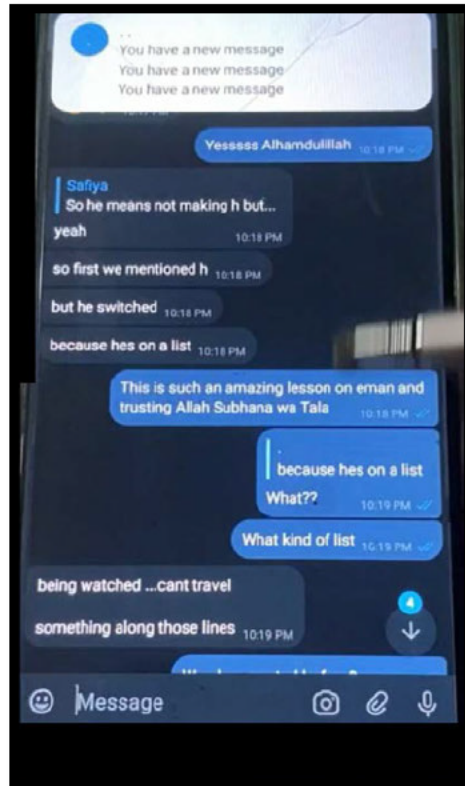 You have a new message
You have a new message
You have a new message
Yesssss Alhamdulillah 10:18 PM
Safiya
So he means not making h but...
yeah 10:18 PM
so first we mentioned h 10:18 PM
but he switched 10:18 PM
because hes on a list 10:18 PM
This is such an amazing lesson on eman and
trusting Allah Subhana wa Tala 10:18 PM
because hes on a list
What?? 10:19 PM
What kind of list 10:19 PM
being watched ...cant travel
something along those lines 10:19 PM
4
Message